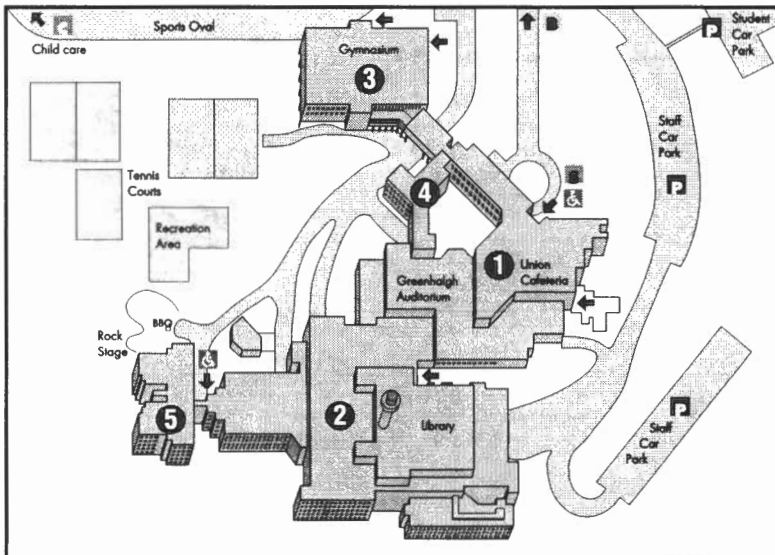 Sports Oval
Child care
Gymnasium
3
B
Student
Car
Park
P
Staff
Car
Park
P
4
B
Tennis
Courts
Recreation
Area
1
Union
Cafeteria
Greenhalgh
Auditorium
BBQ
Rock
Stage
5
2
Library
P
Staff
Car
Park